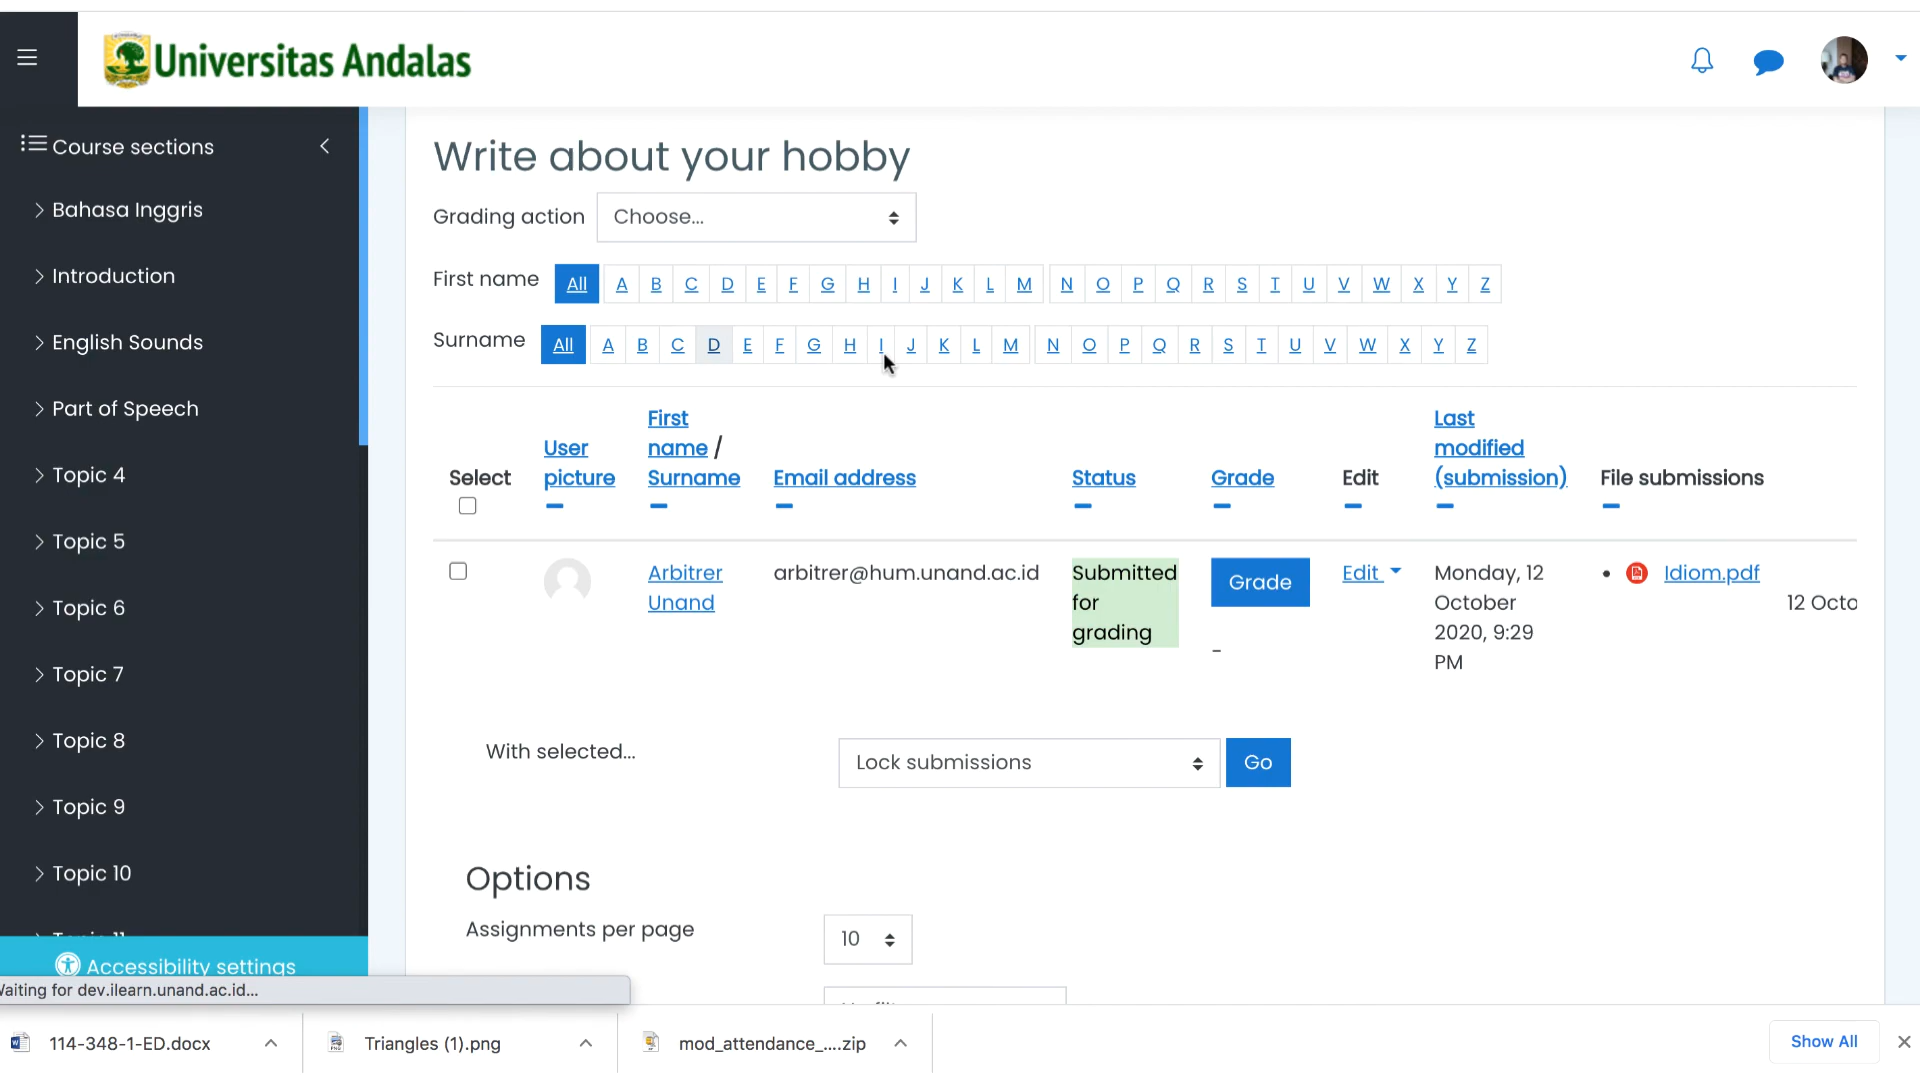 Universitas Andalas
Course sections
Bahasa Inggris
Introduction
English Sounds
Part of Speech
Topic 4
Topic 5
Topic 6
Topic 7
Topic 8
Topic 9
Topic 10
Topic 11
Accessibility settings
Write about your hobby
Grading action Choose...
First name All A B C D E F G H I J K L M N O P Q R S T U V W X Y Z
Surname All A B C D E F G H I J K L M N O P Q R S T U V W X Y Z
Select
User
picture
First
name /
Surname
Email address
Status
Grade
Edit
Last
modified
(submission)
File submissions
Arbitrer
Unand
arbitrer@hum.unand.ac.id
Submitted
for
grading
Grade
-
Edit
Monday, 12
October
2020, 9:29
PM
Idiom.pdf
12 Octo
With selected... Lock submissions Go
Options
Assignments per page 10
Waiting for dev.ilearn.unand.ac.id...
114-348-1-ED.docx
Triangles (1).png
mod_attendance_....zip
Show All